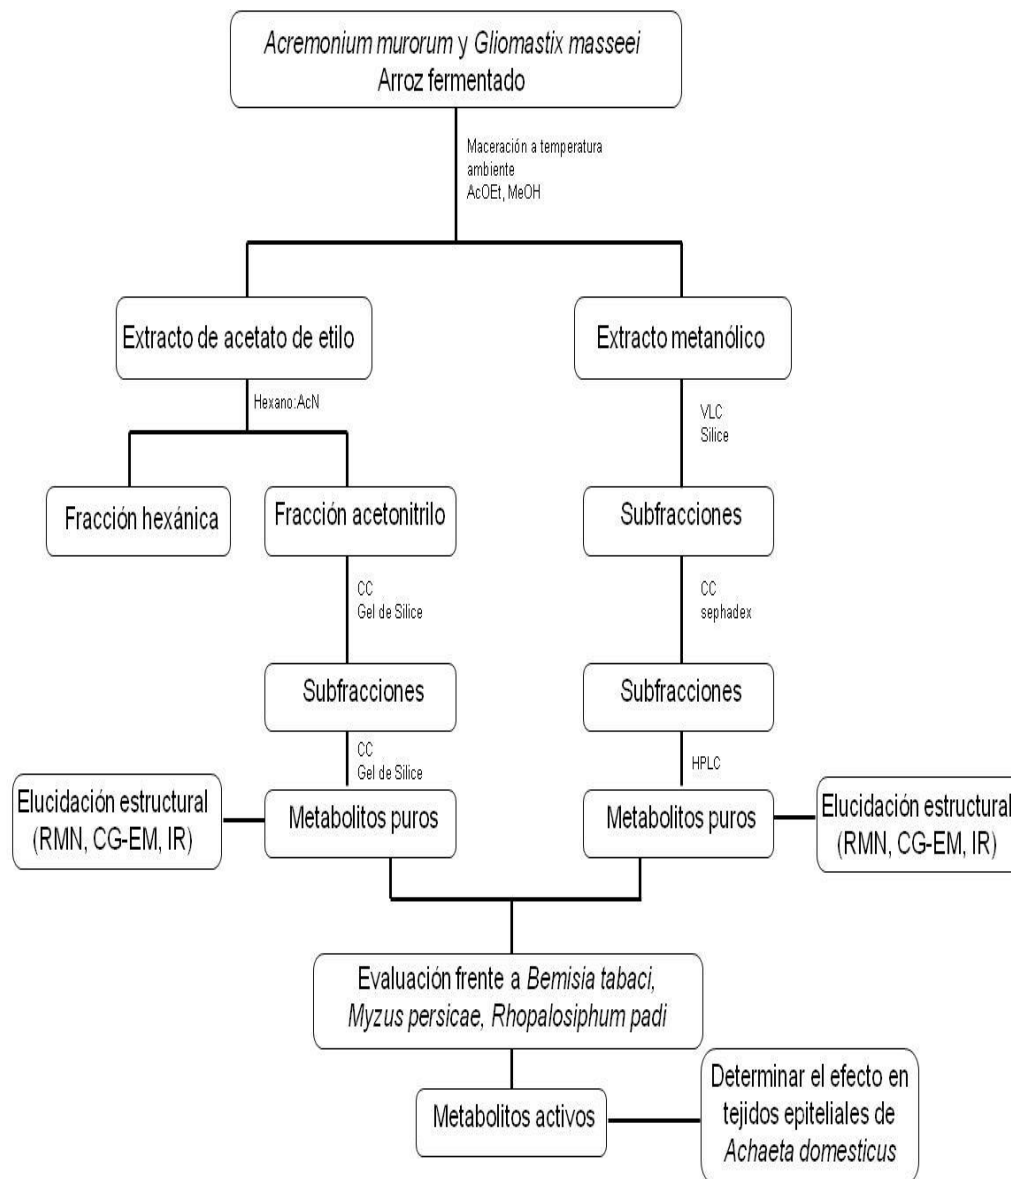 Acremonium murorum y Gliomastix masseei
Arroz fermentado
Maceración a temperatura
ambiente
AcOEt, MeOH
Extracto de acetato de etilo
Extracto metanólico
Hexano:AcN
VLC
Silice
Fracción hexánica
Fracción acetonitrilo
Subfracciones
CC
Gel de Silice
CC
sephadex
Subfracciones
Subfracciones
CC
Gel de Silice
HPLC
Elucidación estructural
(RMN, CG-EM, IR)
Metabolitos puros
Metabolitos puros
Elucidación estructural
(RMN, CG-EM, IR)
Evaluación frente a Bemisia tabaci,
Myzus persicae, Rhopalosiphum padi
Metabolitos activos
Determinar el efecto en
tejidos epiteliales de
Achaeta domesticus